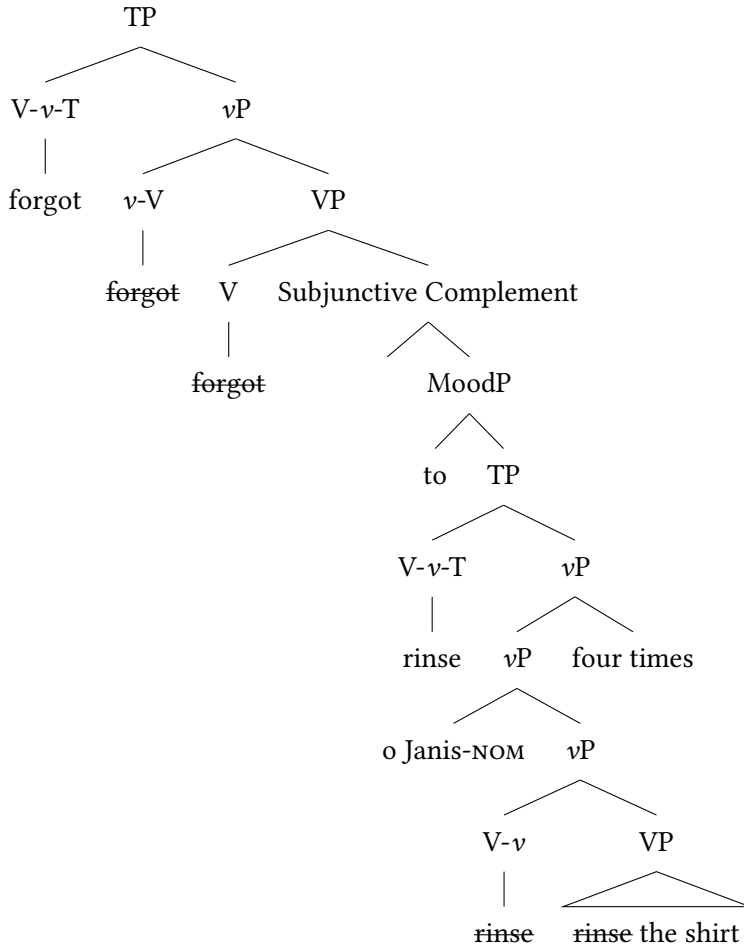 TP
V-v-T vP
forgot v-V VP
forgot V Subjunctive Complement
forgot MoodP
to TP
V-v-T vP
rinse vP four times
o Janis-NOM vP
V-v VP
rinse rinse the shirt